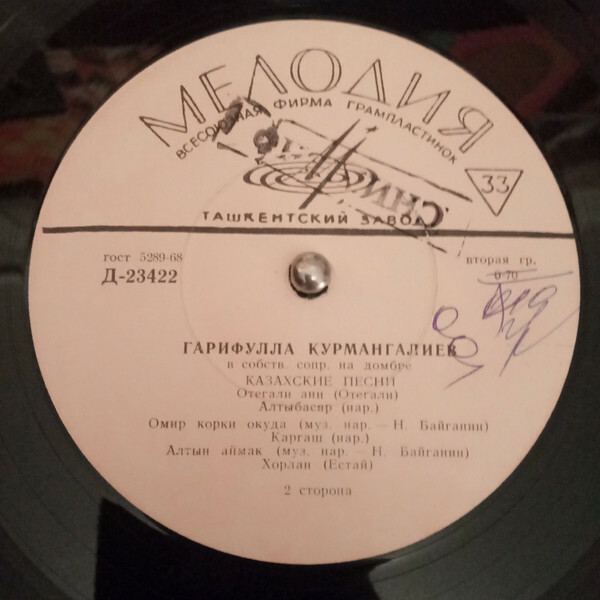 МЕЛОДИЯ
ВСЕСОЮЗНАЯ ФИРМА ГРАМПЛАСТИНОК
33
ТАШКЕНТСКИЙ ЗАВОД
гост 5289-68
Д-23422
вторая гр.
0-70
ГАРИФУЛЛА КУРМАНГАЛИЕВ
в собств. сопр. на домбре
КАЗАХСКИЕ ПЕСНИ
Отегали ани (Отегали)
Алтыбасар (нар.)
Омир корки окуда (муз. нар. — Н. Байганин)
Каргаш (нар.)
Алтын аймак (муз. нар. — Н. Байганин)
Хорлан (Естай)
2 сторона